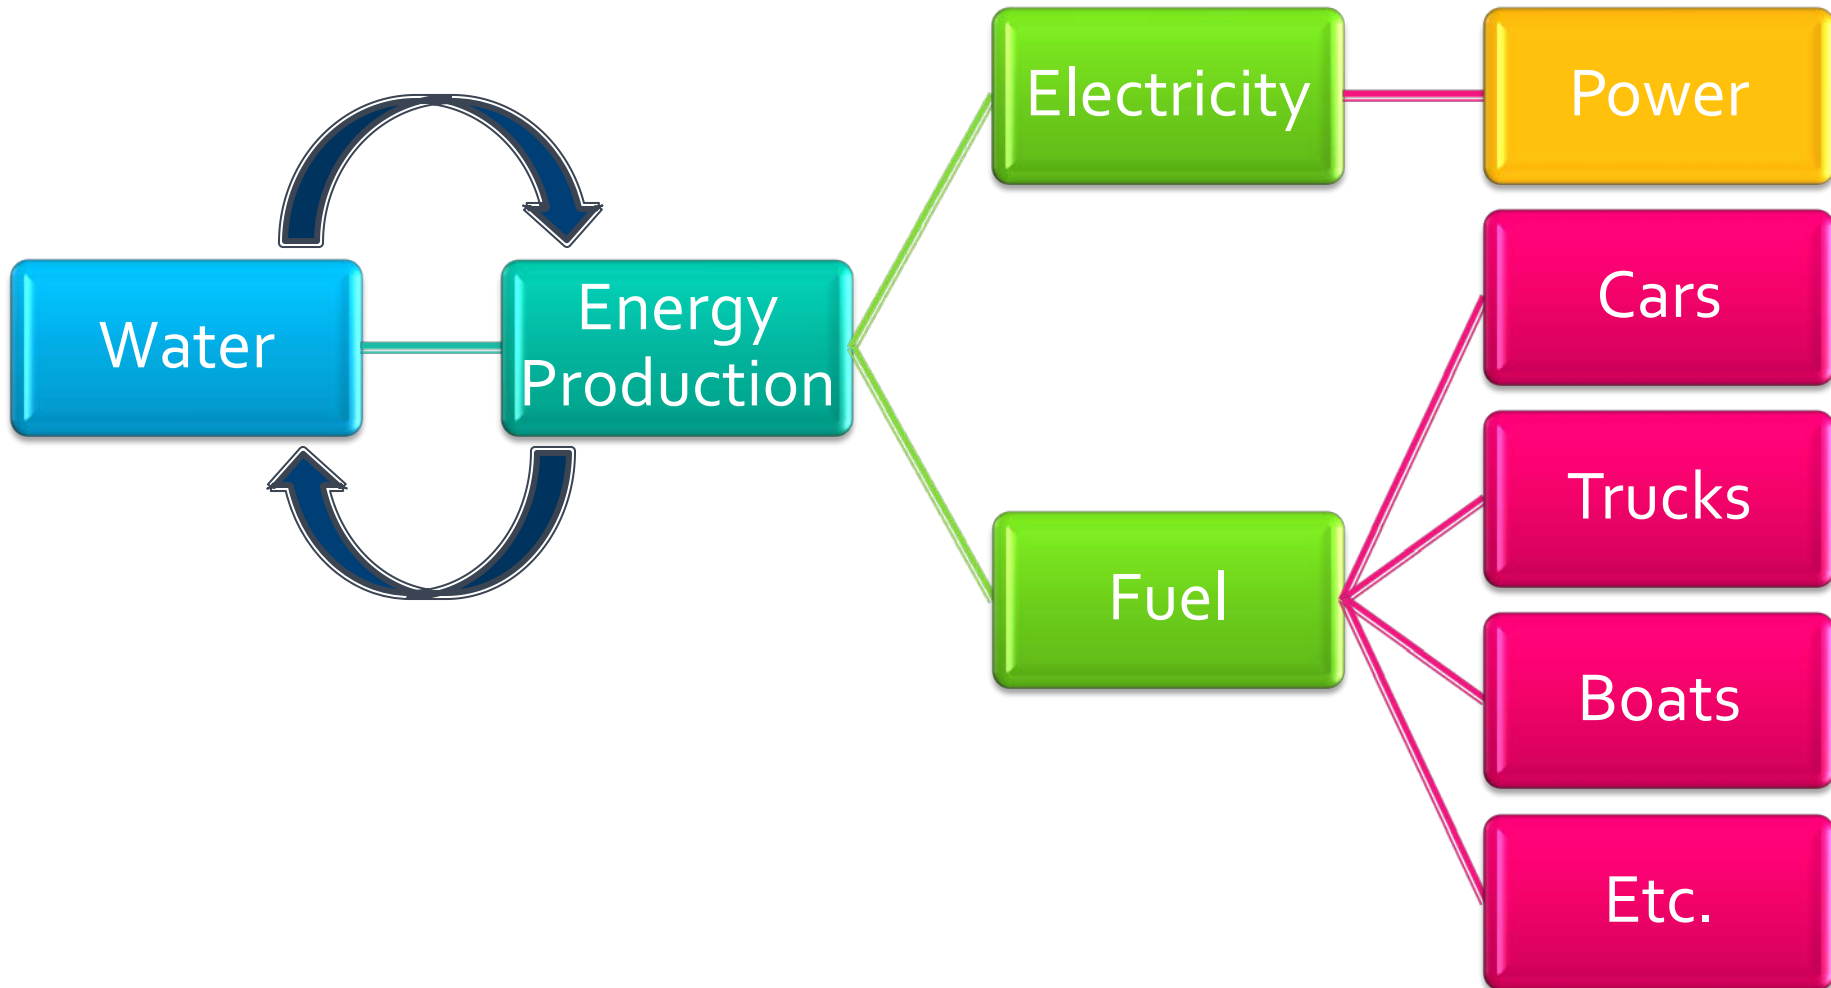 Water
Energy
Production
Electricity
Fuel
Power
Cars
Trucks
Boats
Etc.